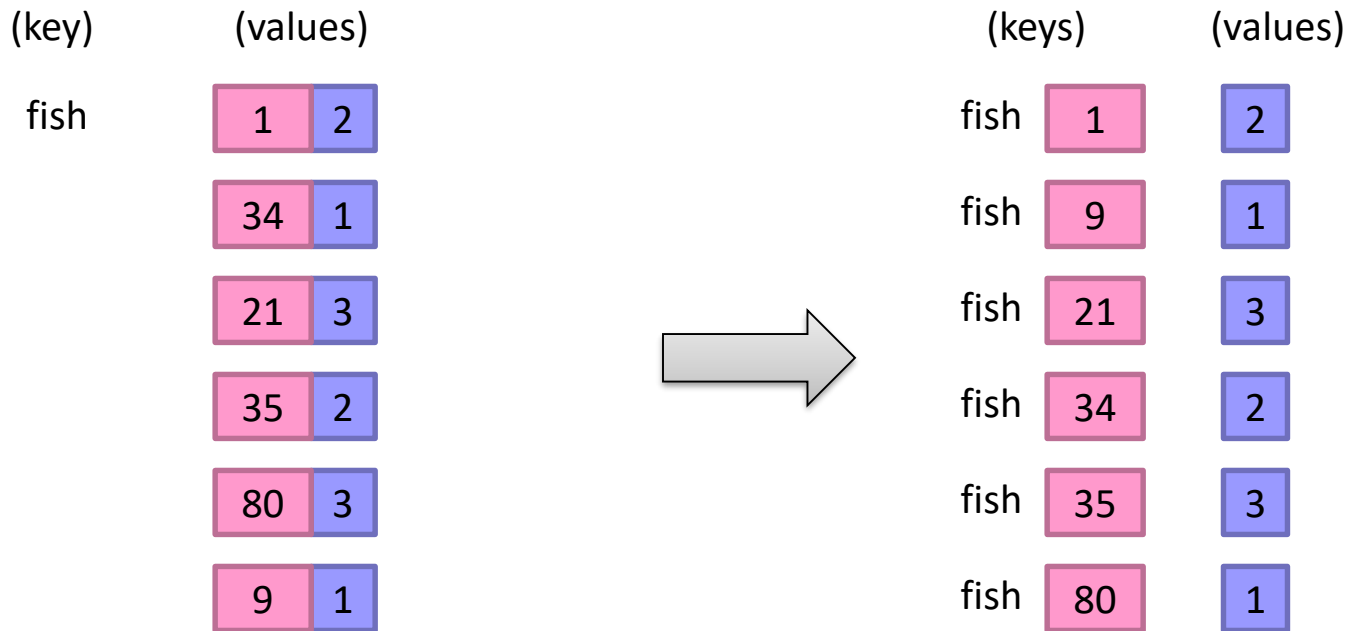 (key) (values) (keys) (values)
fish 1 2 fish 1 2
34 1 fish 9 1
21 3 fish 21 3
35 2 fish 34 2
80 3 fish 35 3
9 1 fish 80 1